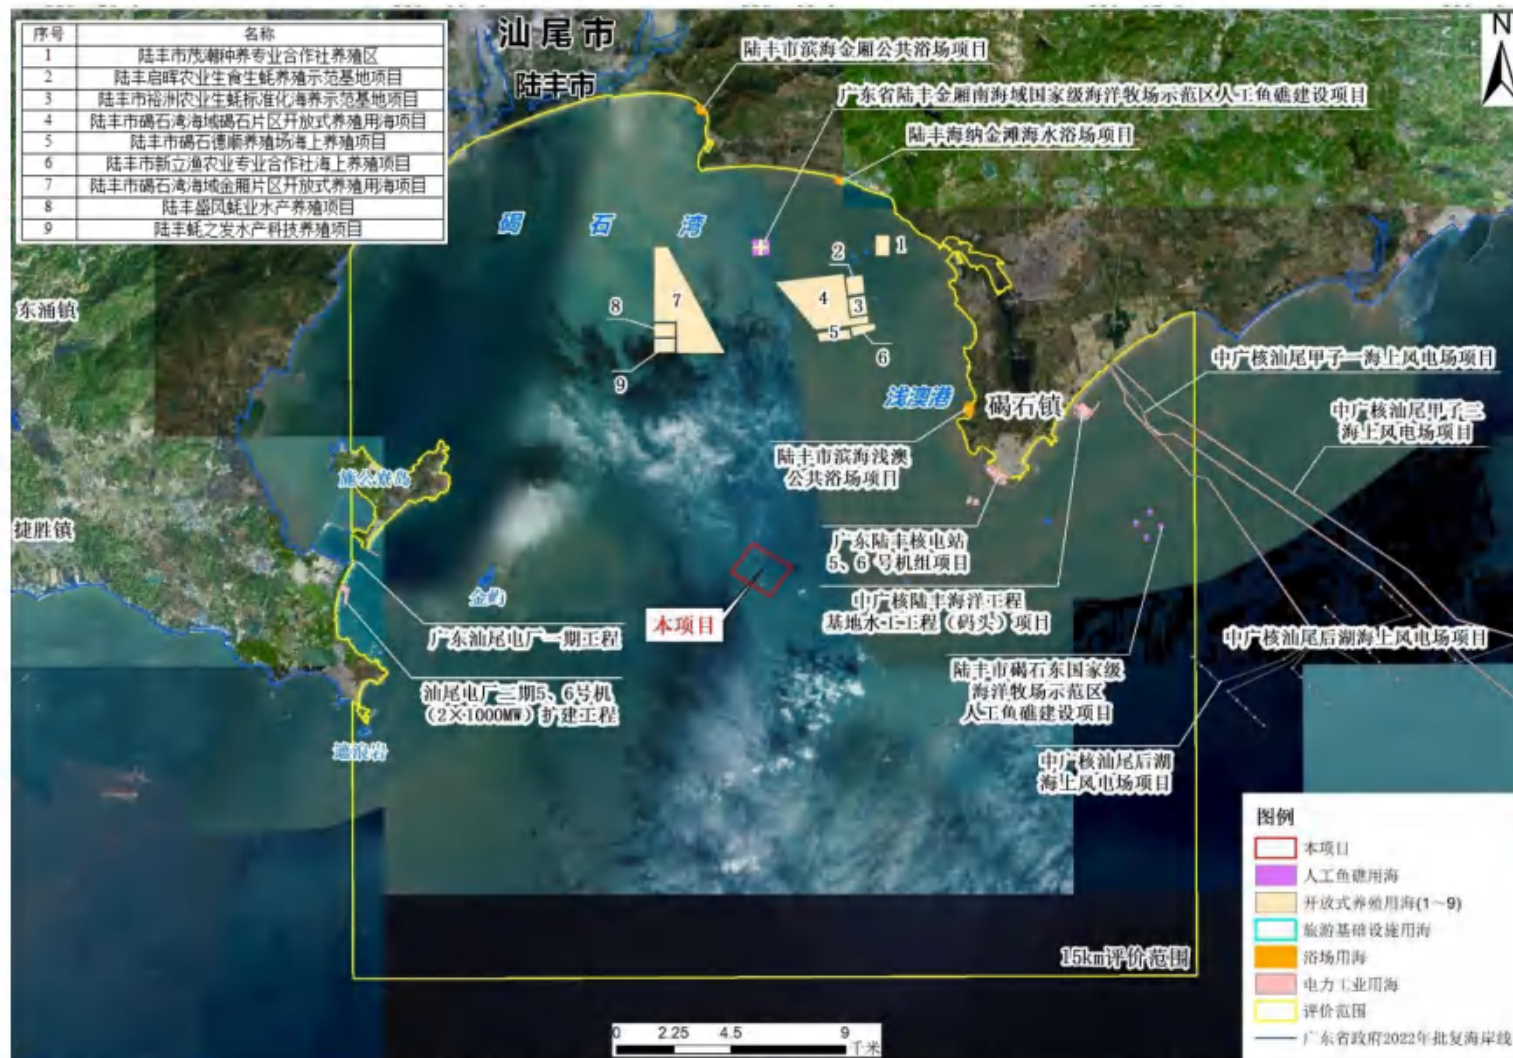 序号 名称
1 陆丰市茂潮种养专业合作社养殖区
2 陆丰启晖农业生食生蚝养殖示范基地项目
3 陆丰市裕洲农业生蚝标准化海养示范基地项目
4 陆丰市碣石湾海域碣石片区开放式养殖用海项目
5 陆丰市碣石德顺养殖场海上养殖项目
6 陆丰市新立渔农业专业合作社海上养殖项目
7 陆丰市碣石湾海域金厢片区开放式养殖用海项目
8 陆丰盛风蚝业水产养殖项目
9 陆丰蚝之发水产科技养殖项目
汕尾市
陆丰市
陆丰市滨海金厢公共浴场项目
广东省陆丰金厢南海域国家级海洋牧场示范区人工鱼礁建设项目
陆丰海纳金滩海水浴场项目
N
碣石湾
1
2
3
4
5
6
7
8
9
东涌镇
捷胜镇
浅澳港
碣石镇
中广核汕尾甲子一海上风电场项目
中广核汕尾甲子三
海上风电场项目
陆丰市滨海浅澳
公共浴场项目
施公寮岛
广东陆丰核电站
5、6 号机组项目
金屿
本项目
中广核陆丰海洋工程
基地水工工程（码头）项目
广东汕尾电厂一期工程
中广核汕尾后湖海上风电场项目
陆丰市碣石东国家级
海洋牧场示范区
人工鱼礁建设项目
汕尾电厂二期5、6号机
（2×1000MW）扩建工程
遮浪岩
中广核汕尾后湖
海上风电场项目
15km评价范围
图例
本项目
人工鱼礁用海
开放式养殖用海(1～9)
旅游基础设施用海
浴场用海
电力工业用海
评价范围
广东省政府2022年批复海岸线
0 2.25 4.5 9
千米